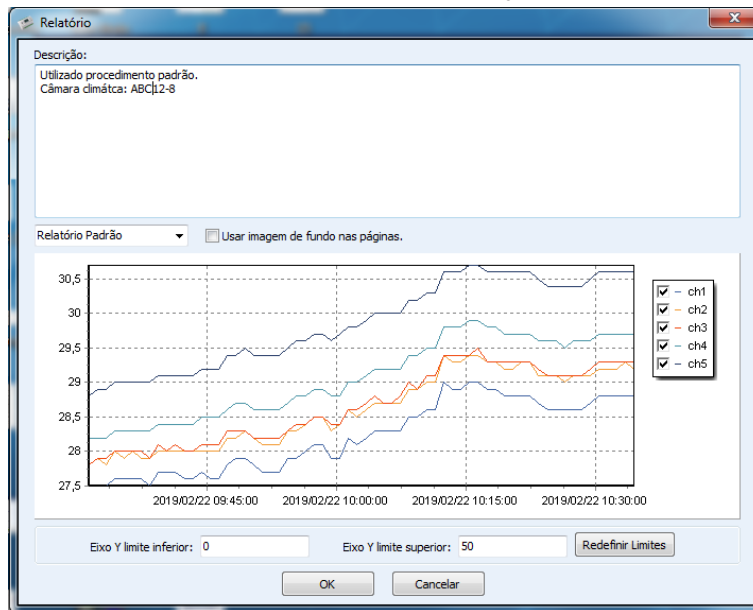 Relatório
Descrição:
Utilizado procedimento padrão.
Câmara climátca: ABC12-8
Relatório Padrão
Usar imagem de fundo nas páginas.
30,5
30
29,5
29
28,5
28
27,5
2019/02/22 09:45:00 2019/02/22 10:00:00 2019/02/22 10:15:00 2019/02/22 10:30:00
ch1
ch2
ch3
ch4
ch5
Eixo Y limite inferior: 0 Eixo Y limite superior: 50 Redefinir Limites
OK Cancelar